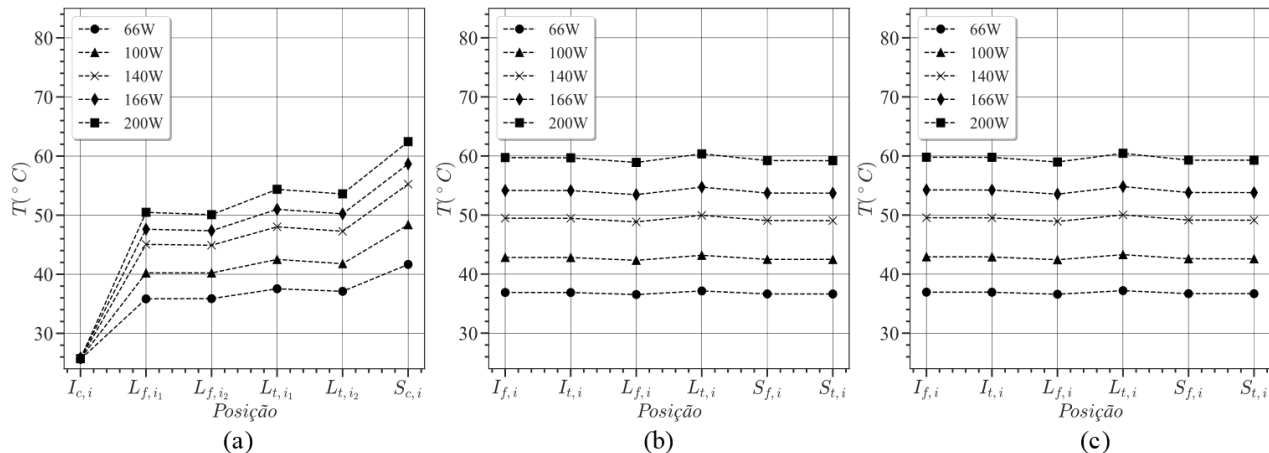 80
70
60
50
40
30
T(°C)
66W
100W
140W
166W
200W
I_{c,i} L_{f,i_1} L_{f,i_2} L_{t,i_1} L_{t,i_2} S_{c,i}
Posição
(a)
80
70
60
50
40
30
T(°C)
66W
100W
140W
166W
200W
I_{f,i} I_{t,i} L_{f,i} L_{t,i} S_{f,i} S_{t,i}
Posição
(b)
80
70
60
50
40
30
T(°C)
66W
100W
140W
166W
200W
I_{f,i} I_{t,i} L_{f,i} L_{t,i} S_{f,i} S_{t,i}
Posição
(c)